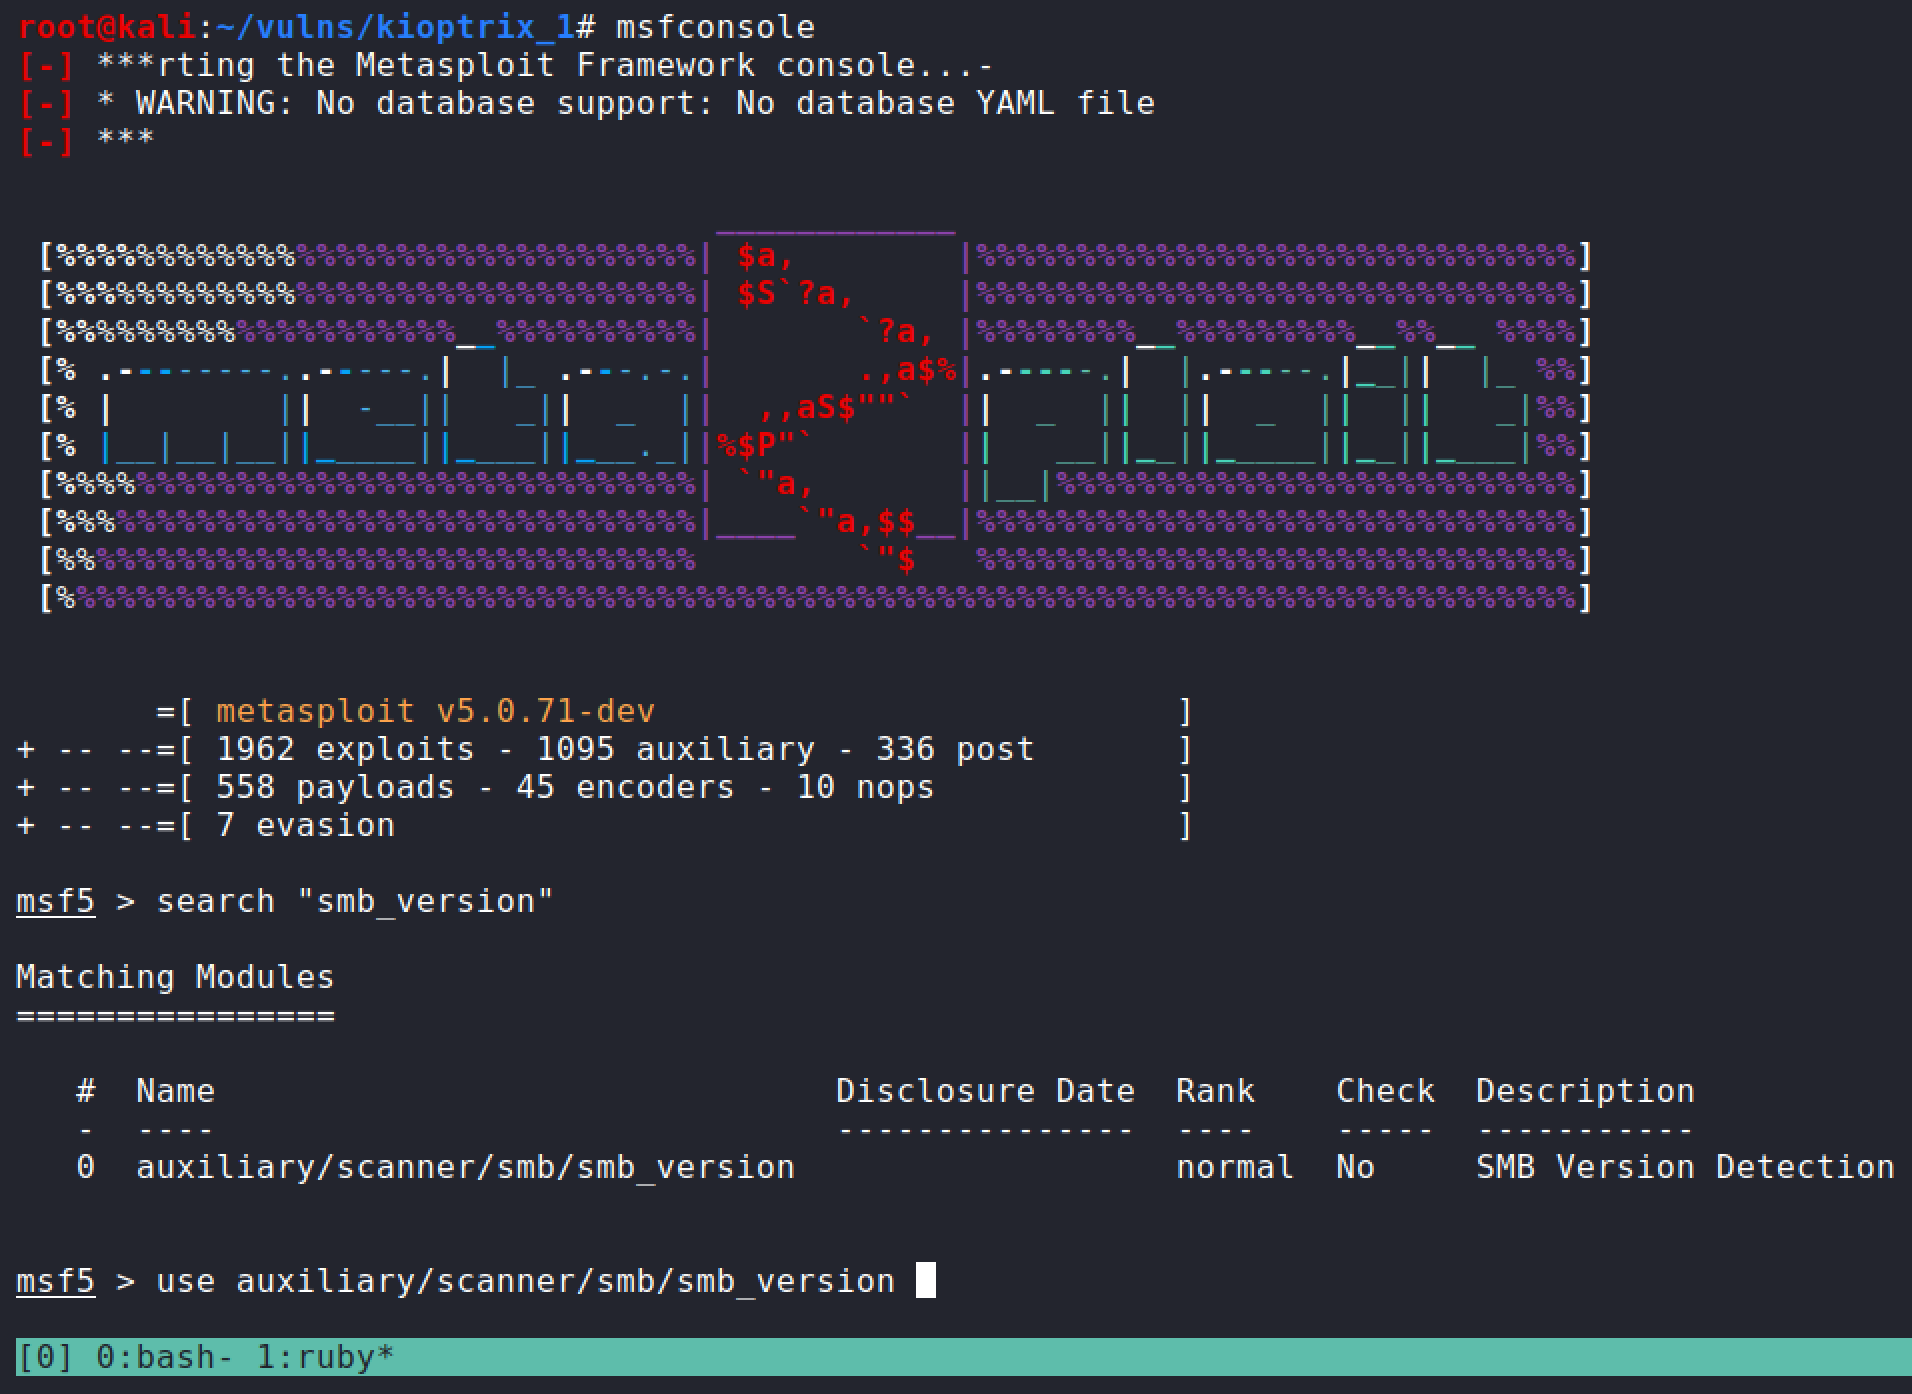 root@kali:~/vulns/kioptrix_1# msfconsole
[-] ***rting the Metasploit Framework console...-
[-] * WARNING: No database support: No database YAML file
[-] ***
metasploit
=[ metasploit v5.0.71-dev ]
+ -- --=[ 1962 exploits - 1095 auxiliary - 336 post ]
+ -- --=[ 558 payloads - 45 encoders - 10 nops ]
+ -- --=[ 7 evasion ]
msf5 > search "smb_version"
Matching Modules
================
# Name Disclosure Date Rank Check Description
- ---- --------------- ---- ----- -----------
0 auxiliary/scanner/smb/smb_version normal No SMB Version Detection
msf5 > use auxiliary/scanner/smb/smb_version
[0] 0:bash- 1:ruby*